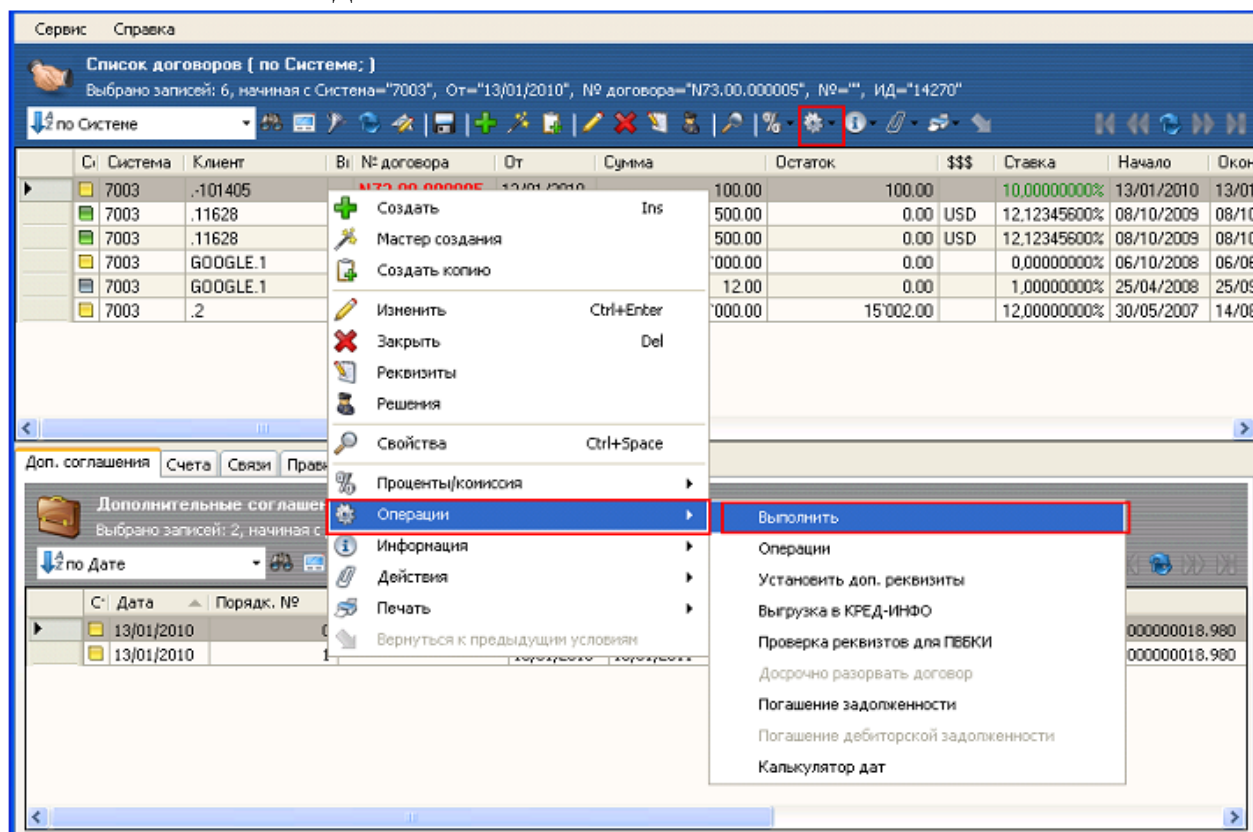 Сервис Справка
Список договоров ( по Системе; )
Выбрано записей: 6, начиная с Система="7003", От="13/01/2010", № договора="N73.00.000005", №="", ИД="14270"
по Системе %
Система Клиент № договора От Сумма Остаток $$$ Ставка Начало
7003 .-101405 N73.00.000005 13/01/2010 100.00 100.00 10,00000000% 13/01/2010 13/01
7003 .11628 500.00 0.00 USD 12,12345600% 08/10/2009 08/10
7003 .11628 500.00 0.00 USD 12,12345600% 08/10/2009 08/10
7003 GOOGLE.1 '000.00 0.00 0,00000000% 06/10/2008 06/06
7003 GOOGLE.1 12.00 0.00 1,00000000% 25/04/2008 25/09
7003 .2 '000.00 15'002.00 12,00000000% 30/05/2007 14/08
Создать Ins
Мастер создания
Создать копию
Изменить Ctrl+Enter
Закрыть Del
Реквизиты
Решения
Свойства Ctrl+Space
Проценты/комиссия
Операции
Информация
Действия
Печать
Вернуться к предыдущим условиям
Выполнить
Операции
Установить доп. реквизиты
Выгрузка в КРЕД-ИНФО
Проверка реквизтов для ПВБКИ
Досрочно разорвать договор
Погашение задолженности
Погашение дебиторской задолженности
Калькулятор дат
Доп. соглашения Счета Связи Прав
Дополнительные соглашен
Выбрано записей: 2, начиная с
по Дате
Дата Порядк. №
13/01/2010 000000018.980
13/01/2010 1 000000018.980